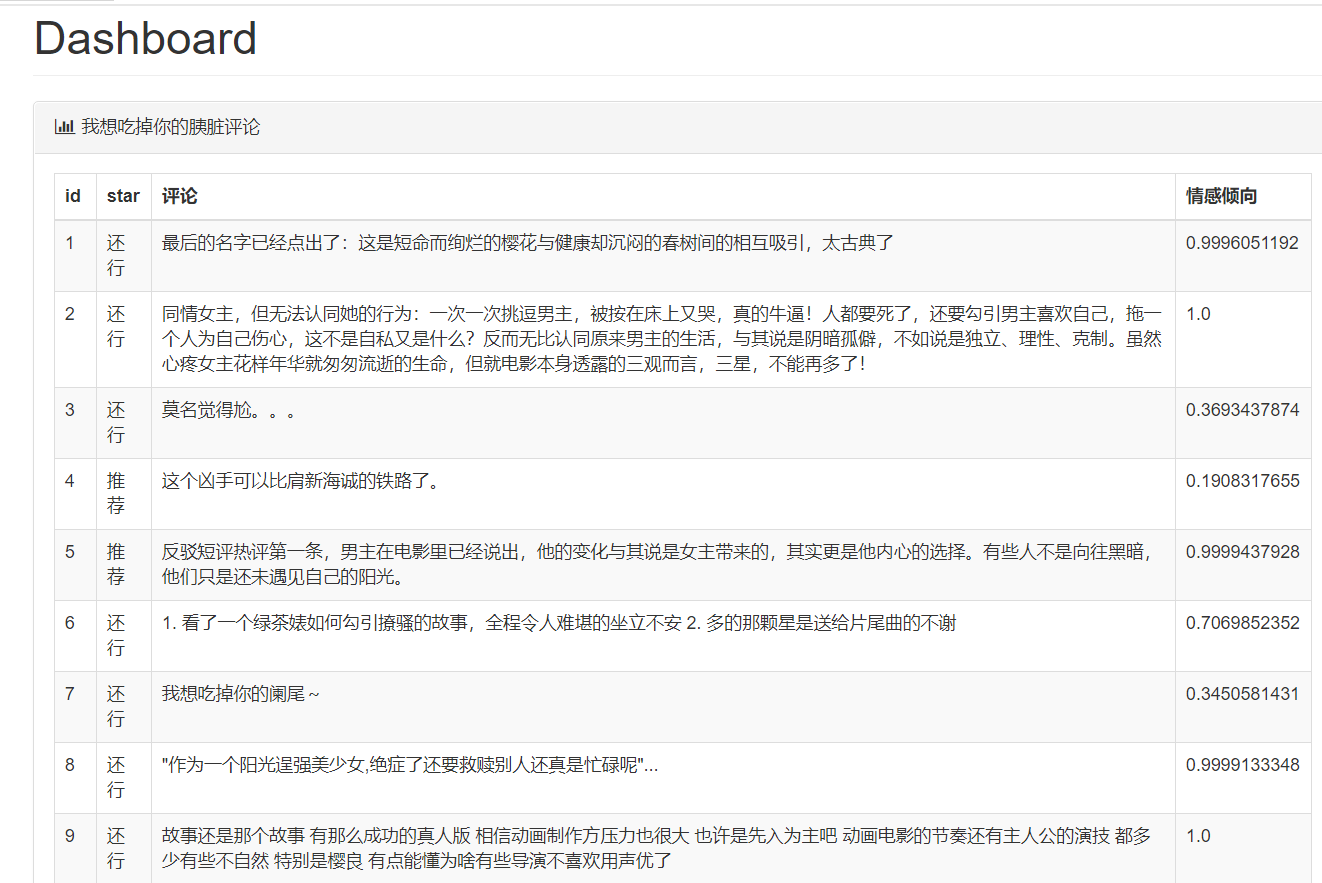 Dashboard
我想吃掉你的胰脏评论
id star 评论 情感倾向
1 还行 最后的名字已经点出了：这是短命而绚烂的樱花与健康却沉闷的春树间的相互吸引，太古典了 0.9996051192
2 还行 同情女主，但无法认同她的行为：一次一次挑逗男主，被按在床上又哭，真的牛逼！人都要死了，还要勾引男主喜欢自己，拖一 1.0
个人为自己伤心，这不是自私又是什么？反而无比认同原来男主的生活，与其说是阴暗孤僻，不如说是独立、理性、克制。虽然
心疼女主花样年华就匆匆流逝的生命，但就电影本身透露的三观而言，三星，不能再多了！
3 还行 莫名觉得尬。。。 0.3693437874
4 推荐 这个凶手可以比肩新海诚的铁路了。 0.1908317655
5 推荐 反驳短评热评第一条，男主在电影里已经说出，他的变化与其说是女主带来的，其实更是他内心的选择。有些人不是向往黑暗， 0.9999437928
他们只是还未遇见自己的阳光。
6 还行 1. 看了一个绿茶婊如何勾引撩骚的故事，全程令人难堪的坐立不安 2. 多的那颗星是送给片尾曲的不谢 0.7069852352
7 还行 我想吃掉你的阑尾～ 0.3450581431
8 还行 "作为一个阳光逞强美少女,绝症了还要救赎别人还真是忙碌呢"... 0.9999133348
9 还行 故事还是那个故事 有那么成功的真人版 相信动画制作方压力也很大 也许是先入为主吧 动画电影的节奏还有主人公的演技 都多 1.0
少有些不自然 特别是樱良 有点能懂为啥有些导演不喜欢用声优了